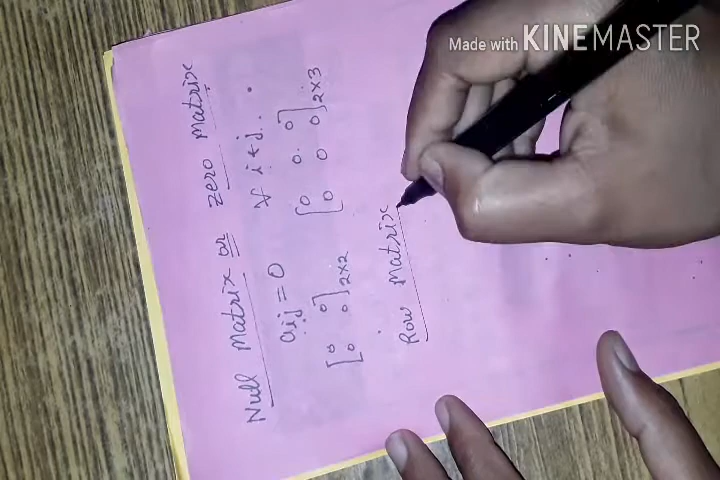 Null Matrix or zero Matrix
aij = 0 ∀ i & j.
[0 0
0 0]2×2 [0 0 0
0 0 0]2×3
Row Matrix
Made with KINEMASTER